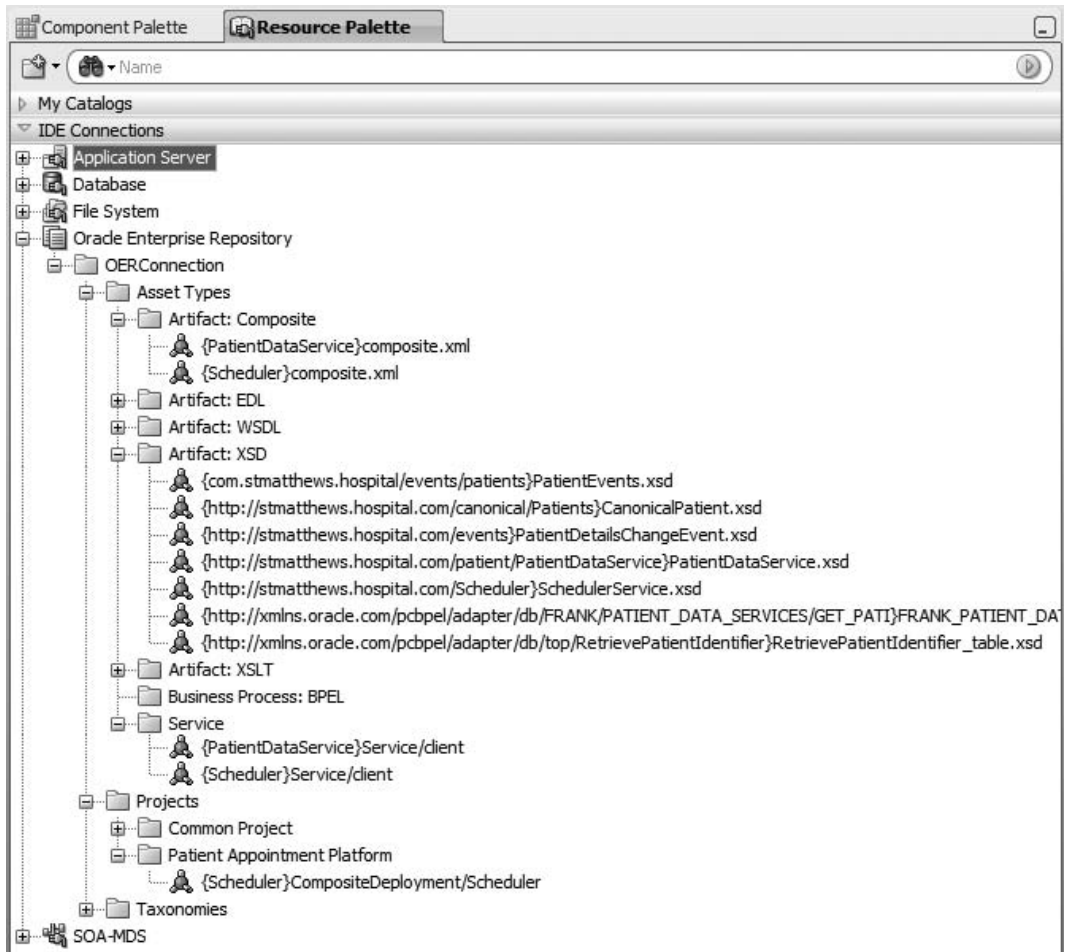 Component Palette Resource Palette
Name
My Catalogs
IDE Connections
Application Server
Database
File System
Oracle Enterprise Repository
OERConnection
Asset Types
Artifact: Composite
{PatientDataService}composite.xml
{Scheduler}composite.xml
Artifact: EDL
Artifact: WSDL
Artifact: XSD
{com.stmatthews.hospital/events/patients}PatientEvents.xsd
{http://stmatthews.hospital.com/canonical/Patients}CanonicalPatient.xsd
{http://stmatthews.hospital.com/events}PatientDetailsChangeEvent.xsd
{http://stmatthews.hospital.com/patient/PatientDataService}PatientDataService.xsd
{http://stmatthews.hospital.com/Scheduler}SchedulerService.xsd
{http://xmlns.oracle.com/pcbpel/adapter/db/FRANK/PATIENT_DATA_SERVICES/GET_PATI}FRANK_PATIENT_DA
{http://xmlns.oracle.com/pcbpel/adapter/db/top/RetrievePatientIdentifier}RetrievePatientIdentifier_table.xsd
Artifact: XSLT
Business Process: BPEL
Service
{PatientDataService}Service/client
{Scheduler}Service/client
Projects
Common Project
Patient Appointment Platform
{Scheduler}CompositeDeployment/Scheduler
Taxonomies
SOA-MDS